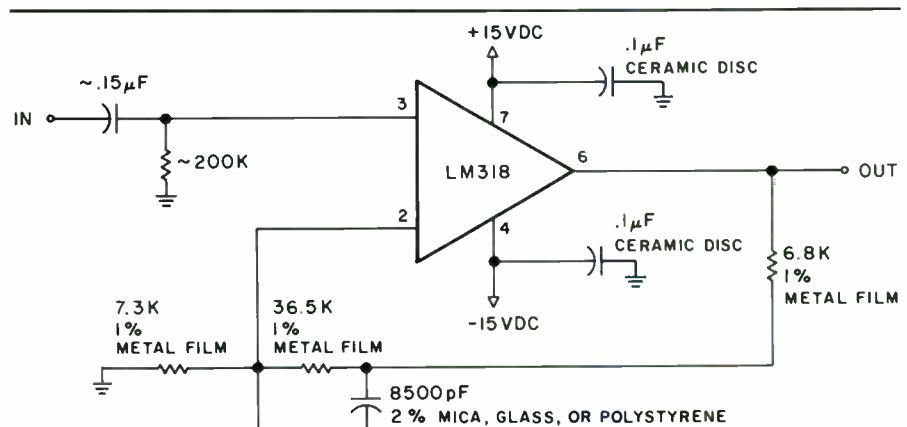 +15VDC
.1µF
CERAMIC DISC
~.15µF
IN
3
7
~200K
LM318
6
OUT
2
4
.1µF
CERAMIC DISC
6.8K
1%
METAL FILM
-15VDC
7.3K
1%
METAL FILM
36.5K
1%
METAL FILM
8500pF
2% MICA, GLASS, OR POLYSTYRENE